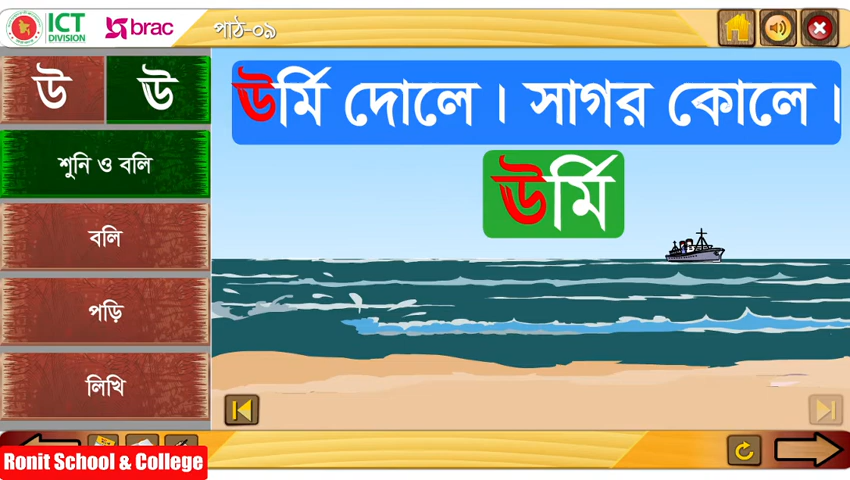 ICT
DIVISION
brac
পাঠ-০৯
উ
ঊ
ঊর্মি দোলে। সাগর কোলে।
শুনি ও বলি
ঊর্মি
বলি
পড়ি
লিখি
Ronit School & College